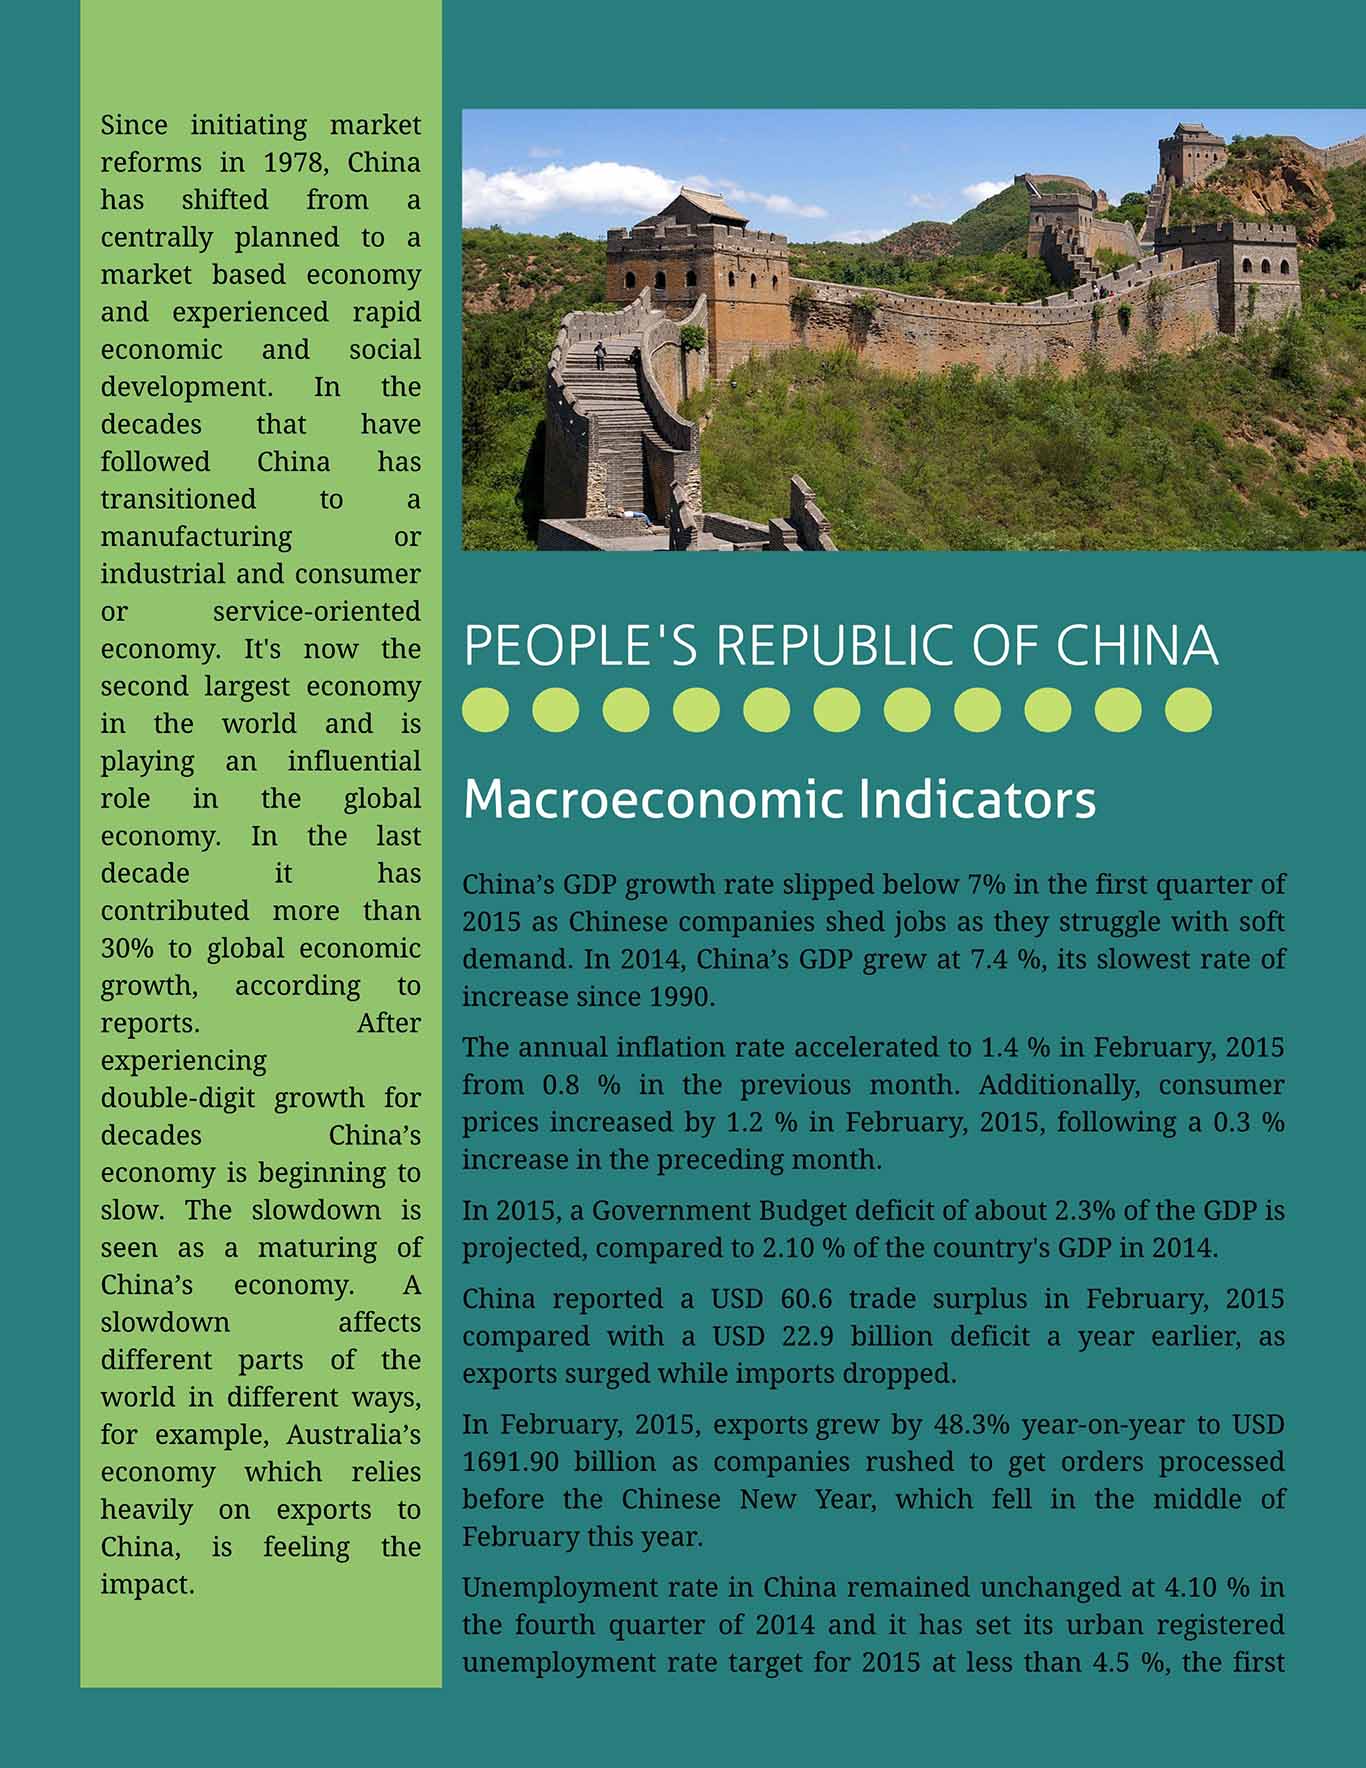 Since initiating market
reforms in 1978, China
has shifted from a
centrally planned to a
market based economy
and experienced rapid
economic and social
development. In the
decades that have
followed China has
transitioned to a
manufacturing or
industrial and consumer
or service-oriented
economy. It's now the
second largest economy
in the world and is
playing an influential
role in the global
economy. In the last
decade it has
contributed more than
30% to global economic
growth, according to
reports. After
experiencing
double-digit growth for
decades China’s
economy is beginning to
slow. The slowdown is
seen as a maturing of
China’s economy. A
slowdown affects
different parts of the
world in different ways,
for example, Australia’s
economy which relies
heavily on exports to
China, is feeling the
impact.
PEOPLE'S REPUBLIC OF CHINA
Macroeconomic Indicators
China’s GDP growth rate slipped below 7% in the first quarter of
2015 as Chinese companies shed jobs as they struggle with soft
demand. In 2014, China’s GDP grew at 7.4 %, its slowest rate of
increase since 1990.
The annual inflation rate accelerated to 1.4 % in February, 2015
from 0.8 % in the previous month. Additionally, consumer
prices increased by 1.2 % in February, 2015, following a 0.3 %
increase in the preceding month.
In 2015, a Government Budget deficit of about 2.3% of the GDP is
projected, compared to 2.10 % of the country's GDP in 2014.
China reported a USD 60.6 trade surplus in February, 2015
compared with a USD 22.9 billion deficit a year earlier, as
exports surged while imports dropped.
In February, 2015, exports grew by 48.3% year-on-year to USD
1691.90 billion as companies rushed to get orders processed
before the Chinese New Year, which fell in the middle of
February this year.
Unemployment rate in China remained unchanged at 4.10 % in
the fourth quarter of 2014 and it has set its urban registered
unemployment rate target for 2015 at less than 4.5 %, the first